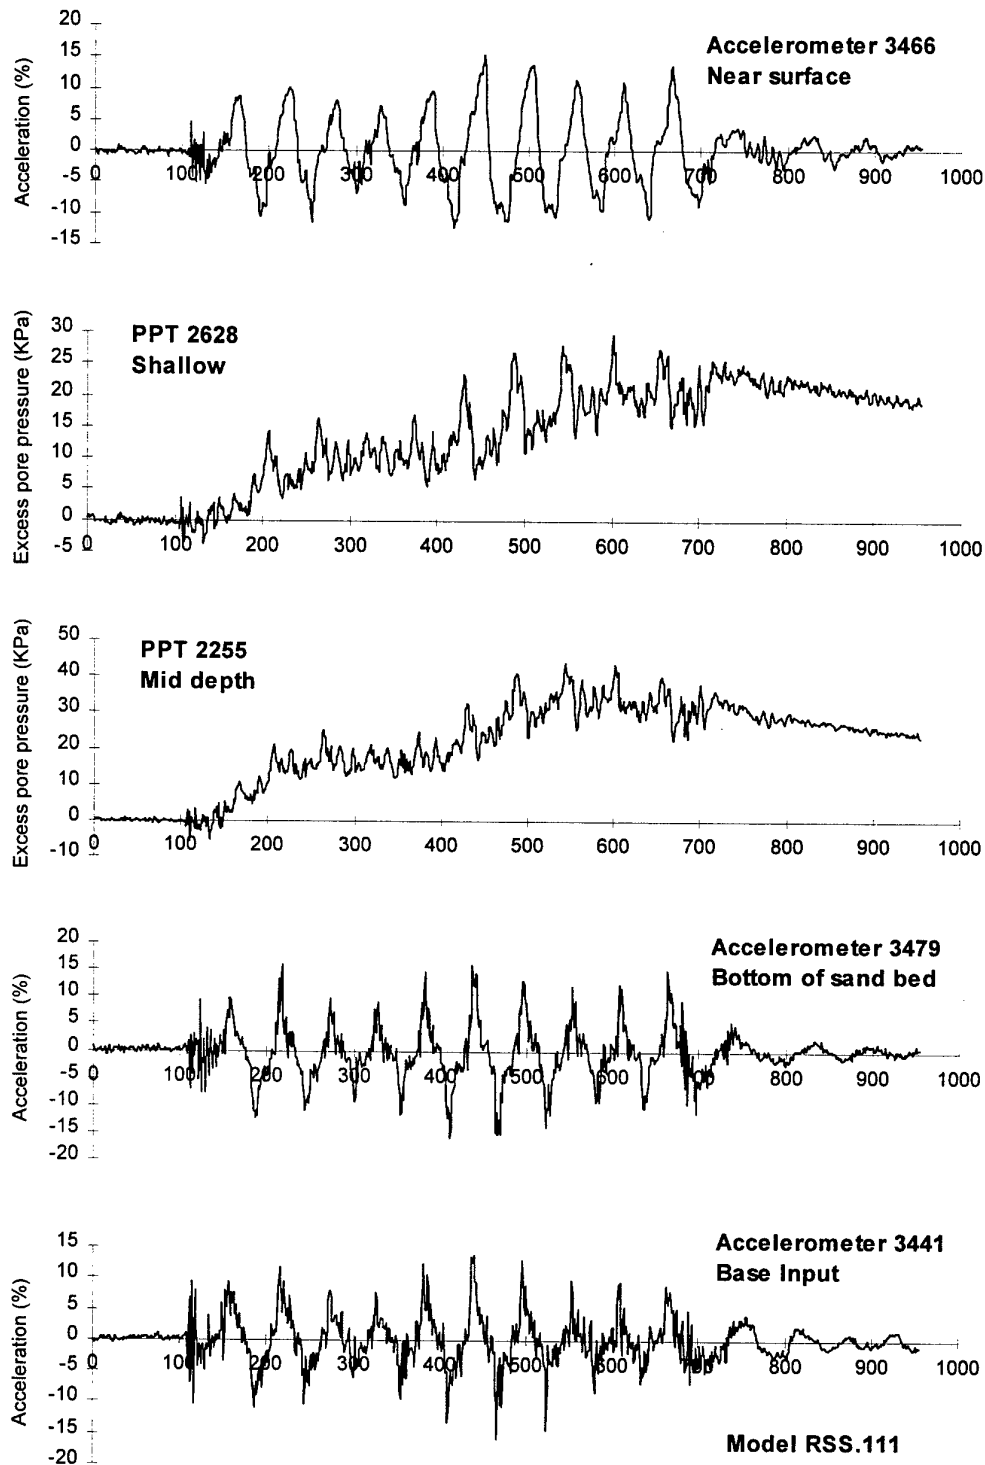 20
15
10
5
0
-5
-10
-15
Acceleration (%)
Accelerometer 3466
Near surface
0 100 200 300 400 500 600 700 800 900 1000
30
25
20
15
10
5
0
-5
Excess pore pressure (KPa)
PPT 2628
Shallow
0 100 200 300 400 500 600 700 800 900 1000
50
40
30
20
10
0
-10
Excess pore pressure (KPa)
PPT 2255
Mid depth
0 100 200 300 400 500 600 700 800 900 1000
20
15
10
5
0
-5
-10
-15
-20
Acceleration (%)
Accelerometer 3479
Bottom of sand bed
0 100 200 300 400 500 600 700 800 900 1000
15
10
5
0
-5
-10
-15
-20
Acceleration (%)
Accelerometer 3441
Base Input
0 100 200 300 400 500 600 700 800 900 1000
Model RSS.111